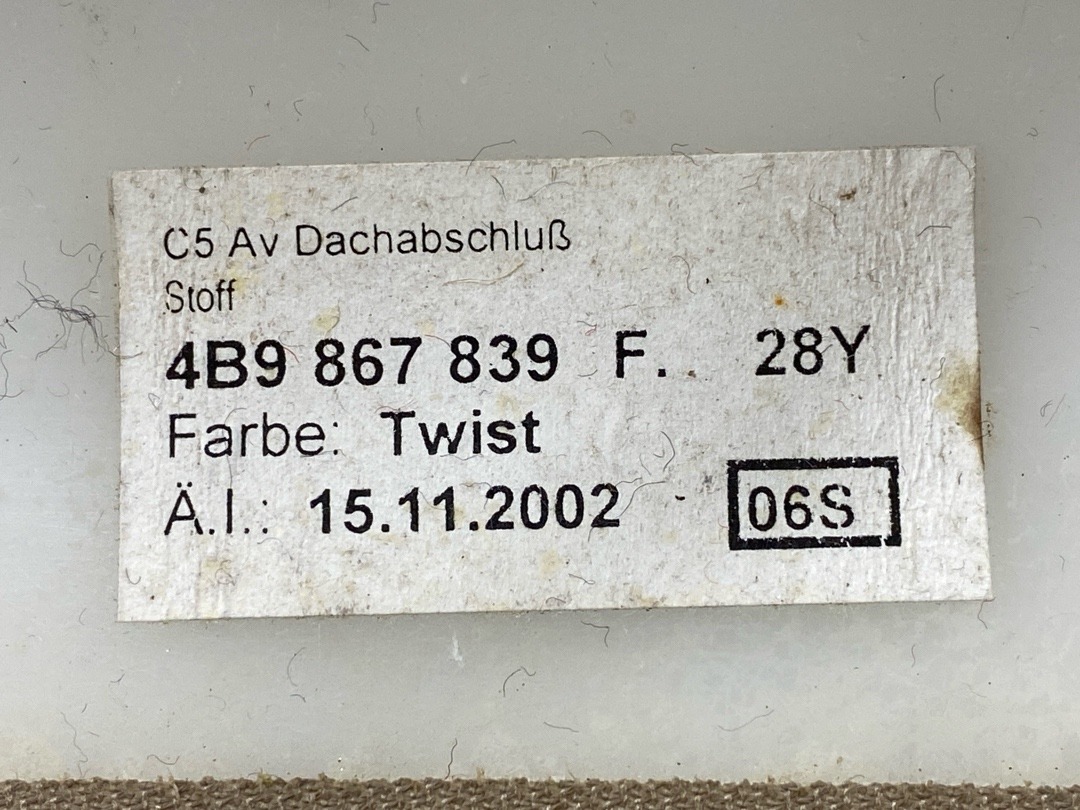 C5 Av Dachabschluß
Stoff
4B9 867 839 F. 28Y
Farbe: Twist
Ä.I.: 15.11.2002
06S